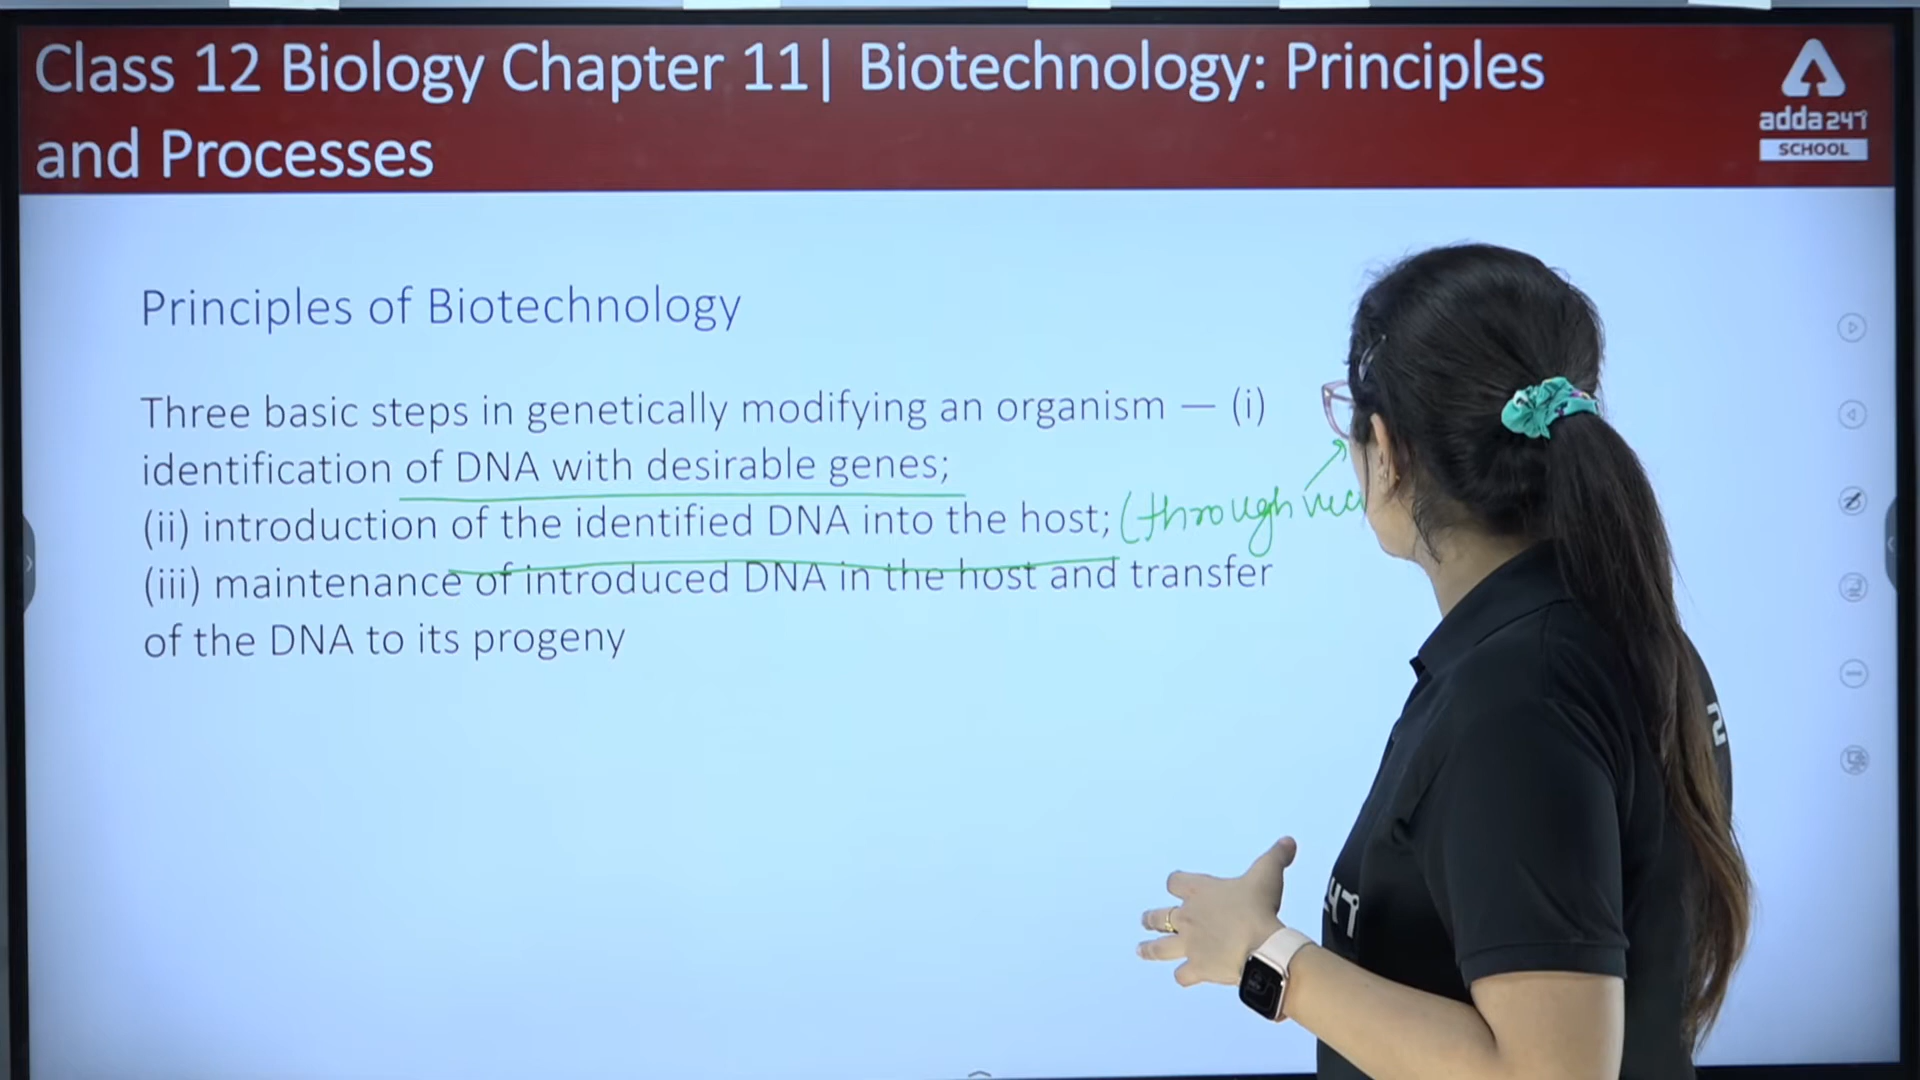 Class 12 Biology Chapter 11| Biotechnology: Principles
and Processes
adda247
SCHOOL
Principles of Biotechnology
Three basic steps in genetically modifying an organism — (i)
identification of DNA with desirable genes;
(ii) introduction of the identified DNA into the host; (through
(iii) maintenance of introduced DNA in the host and transfer
of the DNA to its progeny
2
47